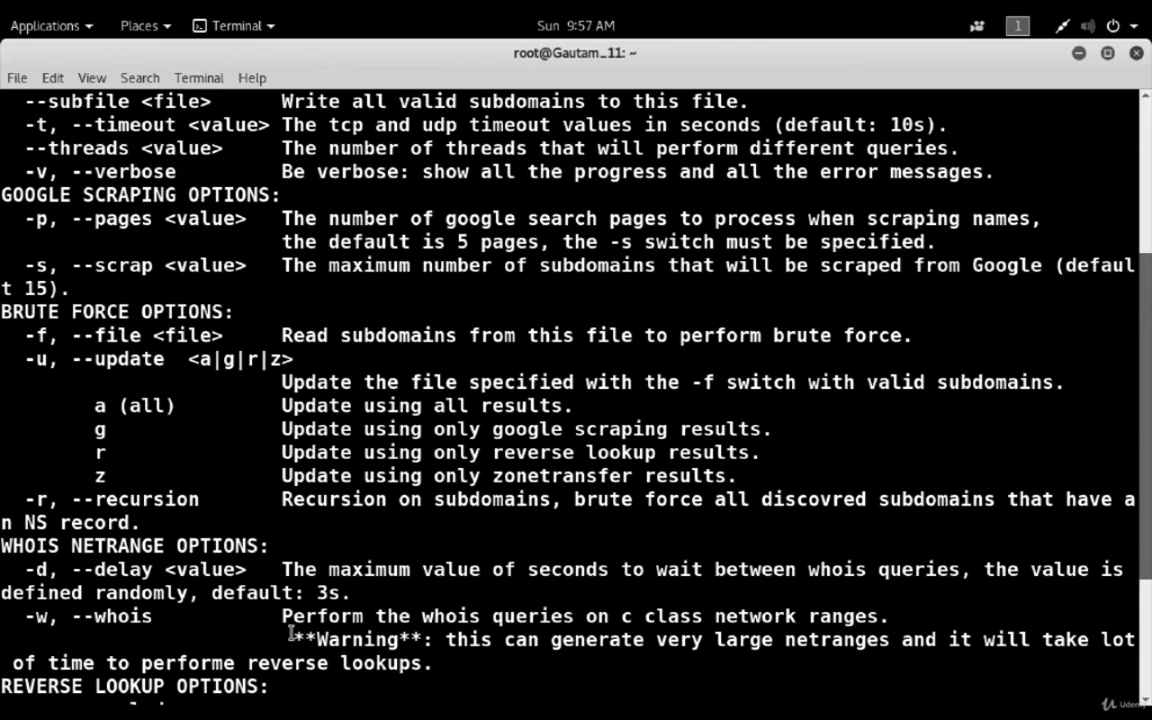 Applications Places Terminal Sun 9:57 AM 1
root@Gautam_11: ~
File Edit View Search Terminal Help
--subfile <file> Write all valid subdomains to this file.
-t, --timeout <value> The tcp and udp timeout values in seconds (default: 10s).
--threads <value> The number of threads that will perform different queries.
-v, --verbose Be verbose: show all the progress and all the error messages.
GOOGLE SCRAPING OPTIONS:
-p, --pages <value> The number of google search pages to process when scraping names,
the default is 5 pages, the -s switch must be specified.
-s, --scrap <value> The maximum number of subdomains that will be scraped from Google (defaul
t 15).
BRUTE FORCE OPTIONS:
-f, --file <file> Read subdomains from this file to perform brute force.
-u, --update <a|g|r|z>
Update the file specified with the -f switch with valid subdomains.
a (all) Update using all results.
g Update using only google scraping results.
r Update using only reverse lookup results.
z Update using only zonetransfer results.
-r, --recursion Recursion on subdomains, brute force all discovred subdomains that have a
n NS record.
WHOIS NETRANGE OPTIONS:
-d, --delay <value> The maximum value of seconds to wait between whois queries, the value is
defined randomly, default: 3s.
-w, --whois Perform the whois queries on c class network ranges.
**Warning**: this can generate very large netranges and it will take lot
of time to performe reverse lookups.
REVERSE LOOKUP OPTIONS:
Udemy